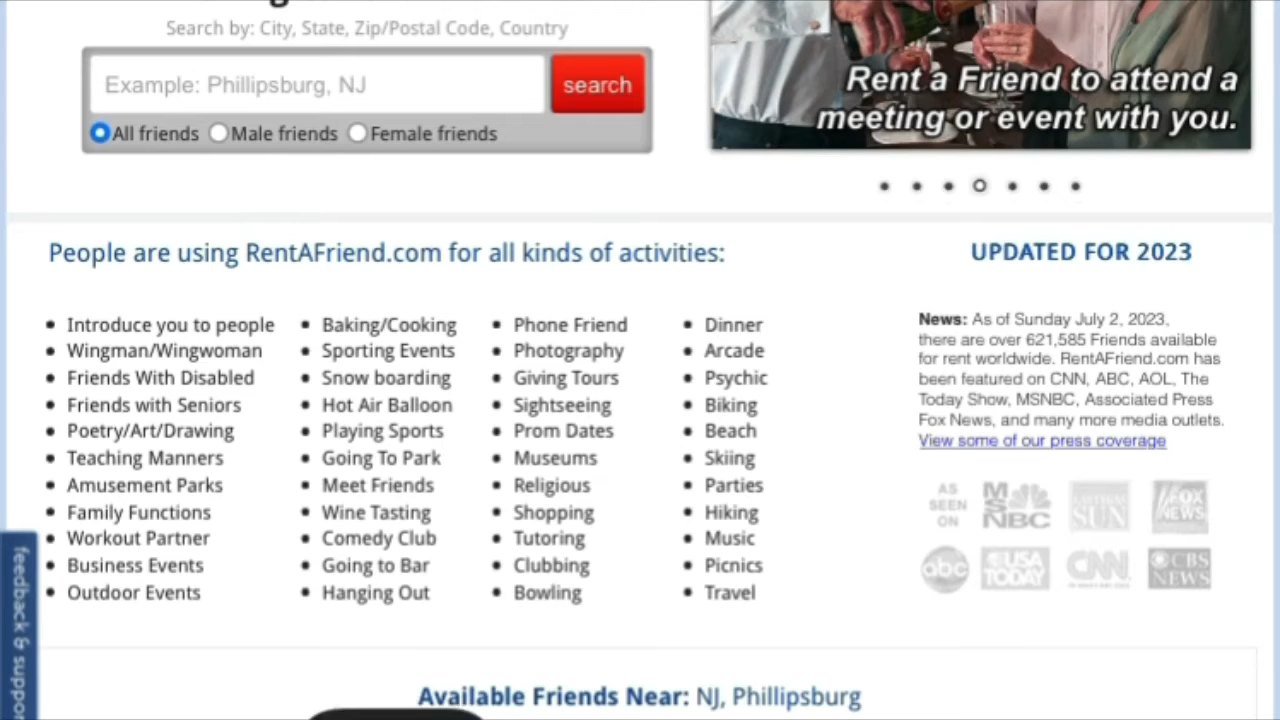 Search by: City, State, Zip/Postal Code, Country
Example: Phillipsburg, NJ
search
All friends Male friends Female friends
Rent a Friend to attend a
meeting or event with you.
People are using RentAFriend.com for all kinds of activities:
Introduce you to people
Wingman/Wingwoman
Friends With Disabled
Friends with Seniors
Poetry/Art/Drawing
Teaching Manners
Amusement Parks
Family Functions
Workout Partner
Business Events
Outdoor Events
Baking/Cooking
Sporting Events
Snow boarding
Hot Air Balloon
Playing Sports
Going To Park
Meet Friends
Wine Tasting
Comedy Club
Going to Bar
Hanging Out
Phone Friend
Photography
Giving Tours
Sightseeing
Prom Dates
Museums
Religious
Shopping
Tutoring
Clubbing
Bowling
Dinner
Arcade
Psychic
Biking
Beach
Skiing
Parties
Hiking
Music
Picnics
Travel
UPDATED FOR 2023
News: As of Sunday July 2, 2023,
there are over 621,585 Friends available
for rent worldwide. RentAFriend.com has
been featured on CNN, ABC, AOL, The
Today Show, MSNBC, Associated Press
Fox News, and many more media outlets.
View some of our press coverage
AS
SEEN
ON
MSNBC
SUN
FOX
NEWS
abc
USA
TODAY
CNN
CBS
NEWS
feedback & suppor
Available Friends Near: NJ, Phillipsburg